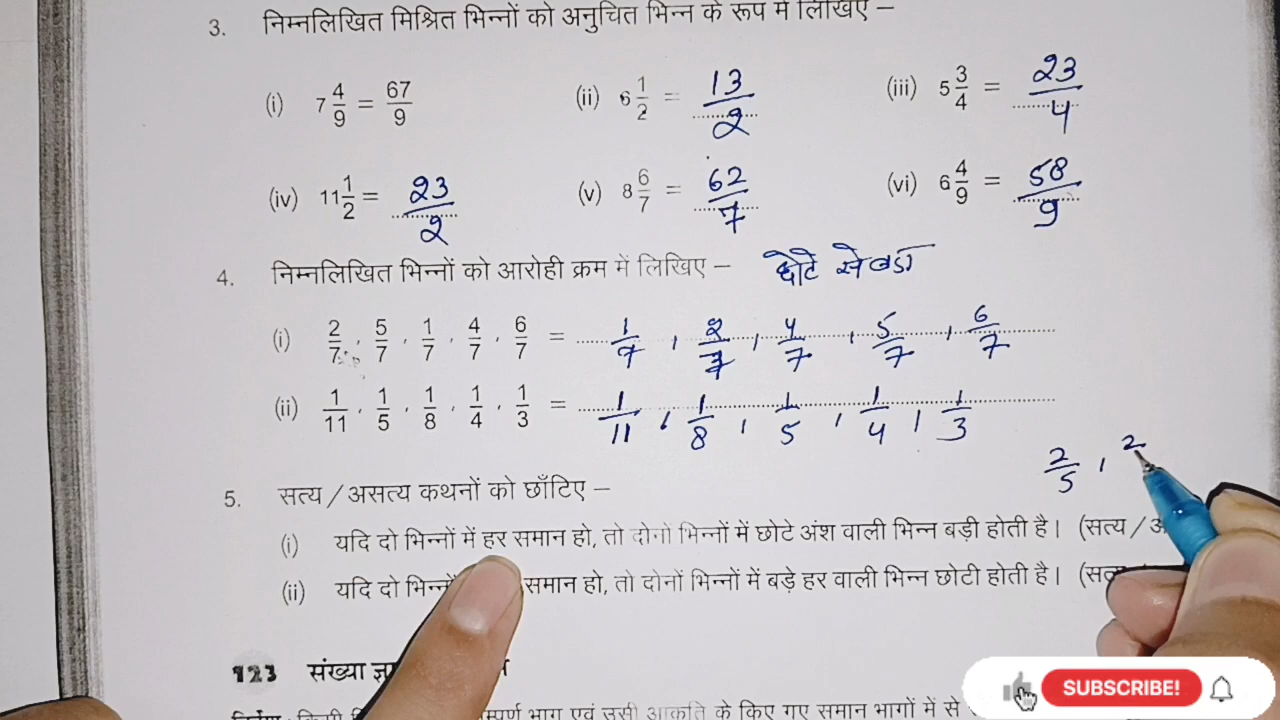 3. निम्नलिखित मिश्रित भिन्नों को अनुचित भिन्न के रूप में लिखिए –
(i) 7 4/9 = 67/9 (ii) 6 1/2 = 13/2 (iii) 5 3/4 = 23/4
(iv) 11 1/2 = 23/2 (v) 8 6/7 = 62/7 (vi) 6 4/9 = 58/9
4. निम्नलिखित भिन्नों को आरोही क्रम में लिखिए – छोटे से बड़ा
(i) 2/7, 5/7, 1/7, 4/7, 6/7 = 1/7, 2/7, 4/7, 5/7, 6/7
(ii) 1/11, 1/5, 1/8, 1/4, 1/3 = 1/11, 1/8, 1/5, 1/4, 1/3
2/5, 2
5. सत्य/असत्य कथनों को छाँटिए –
(i) यदि दो भिन्नों में हर समान हो, तो दोनों भिन्नों में छोटे अंश वाली भिन्न बड़ी होती है। (सत्य/
(ii) यदि दो समान हो, तो दोनों भिन्नों में बड़े हर वाली भिन्न छोटी होती है।
123 संख्या
भाग एवं उसी आकृति के किए गए समान भागों में से
SUBSCRIBE!